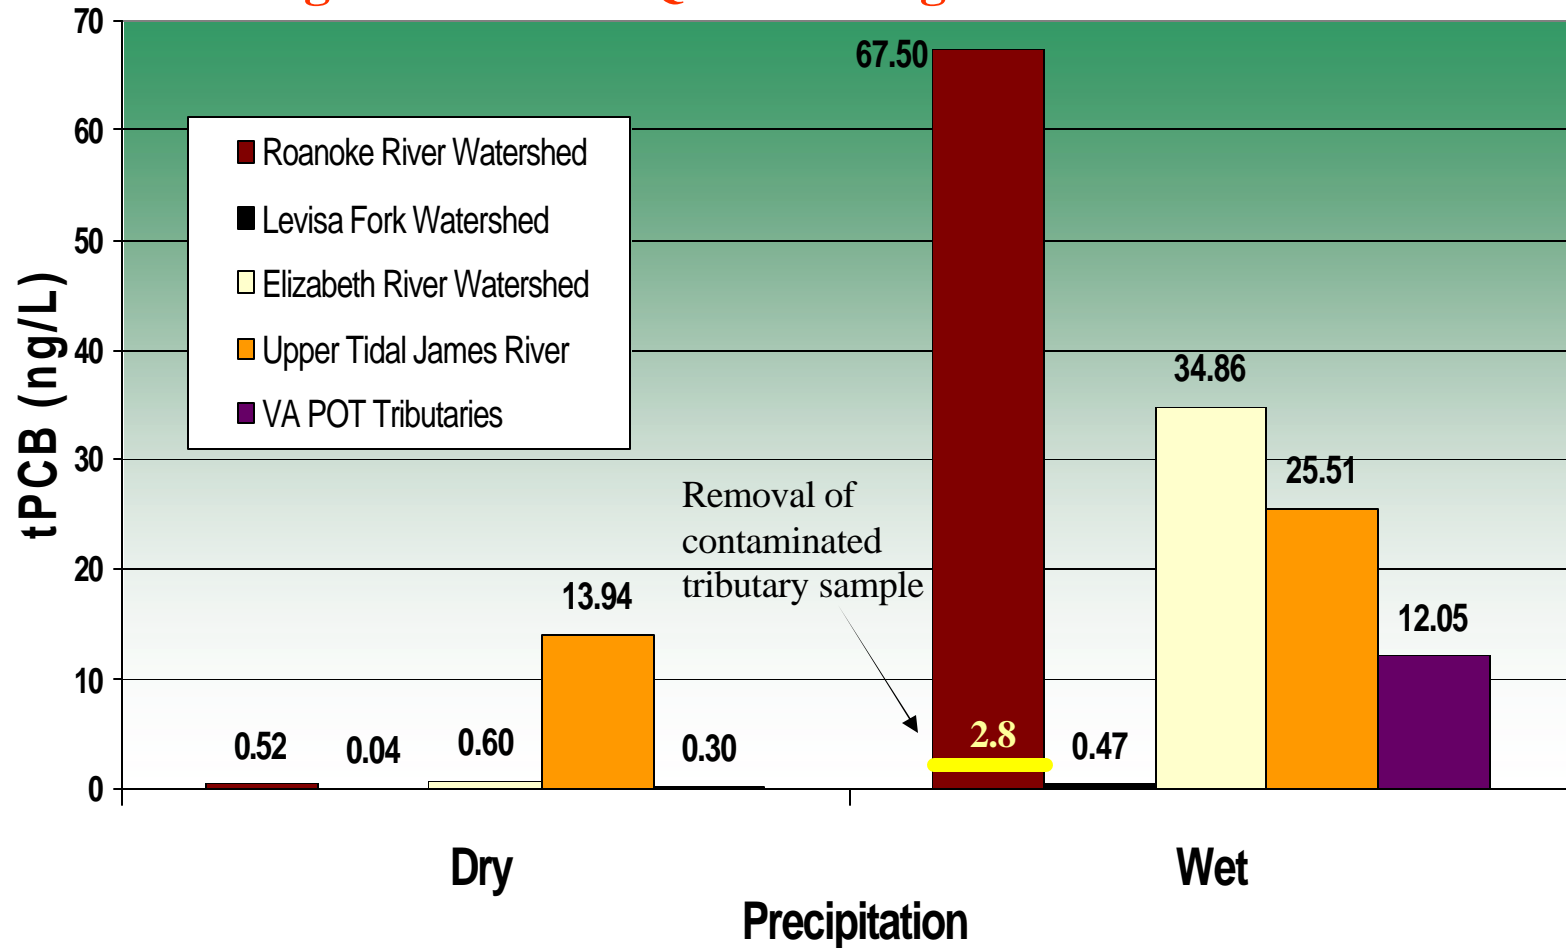 70
60
50
40
30
20
10
0
tPCB (ng/L)
Roanoke River Watershed
Levisa Fork Watershed
Elizabeth River Watershed
Upper Tidal James River
VA POT Tributaries
Removal of
contaminated
tributary sample
0.52
0.04
0.60
13.94
0.30
67.50
2.8
0.47
34.86
25.51
12.05
Dry
Wet
Precipitation